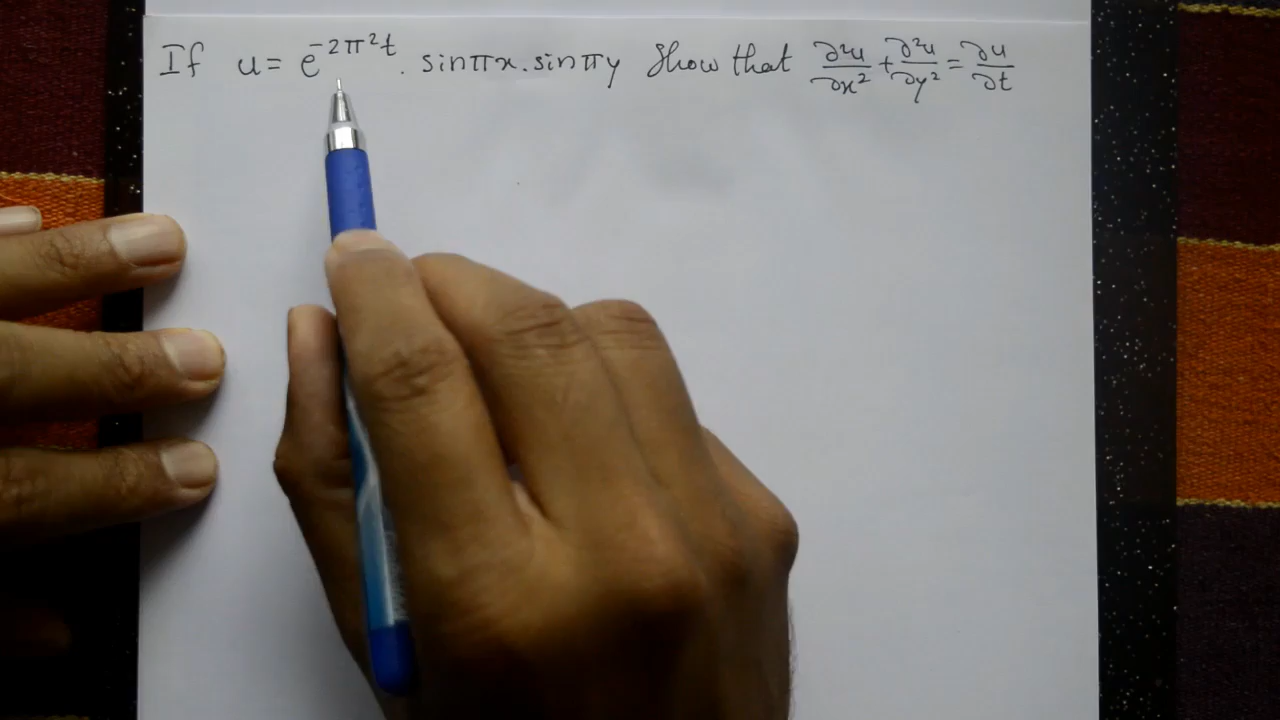 If u = e^{-2π²t} . sinπx . sinπy Show that ∂²u/∂x² + ∂²u/∂y² = ∂u/∂t